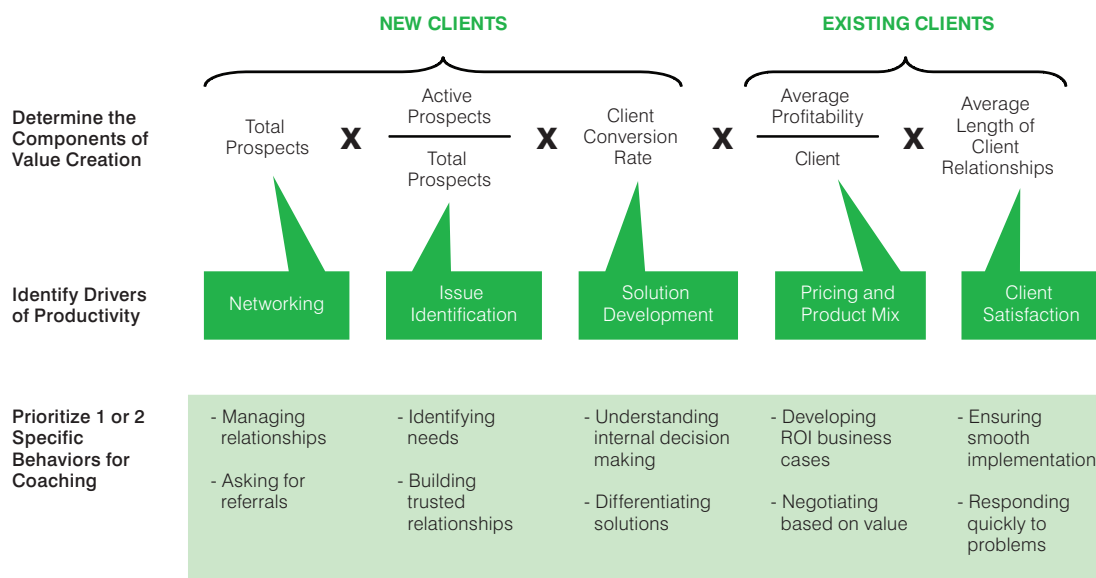 NEW CLIENTS
EXISTING CLIENTS
Determine the
Components of
Value Creation
Total
Prospects
X
Active
Prospects
Total
Prospects
X
Client
Conversion
Rate
X
Average
Profitability
Client
X
Average
Length of
Client
Relationships
Identify Drivers
of Productivity
Networking
Issue
Identification
Solution
Development
Pricing and
Product Mix
Client
Satisfaction
Prioritize 1 or 2
Specific
Behaviors for
Coaching
- Managing
relationships
- Asking for
referrals
- Identifying
needs
- Building
trusted
relationships
- Understanding
internal decision
making
- Differentiating
solutions
- Developing
ROI business
cases
- Negotiating
based on value
- Ensuring
smooth
implementation
- Responding
quickly to
problems